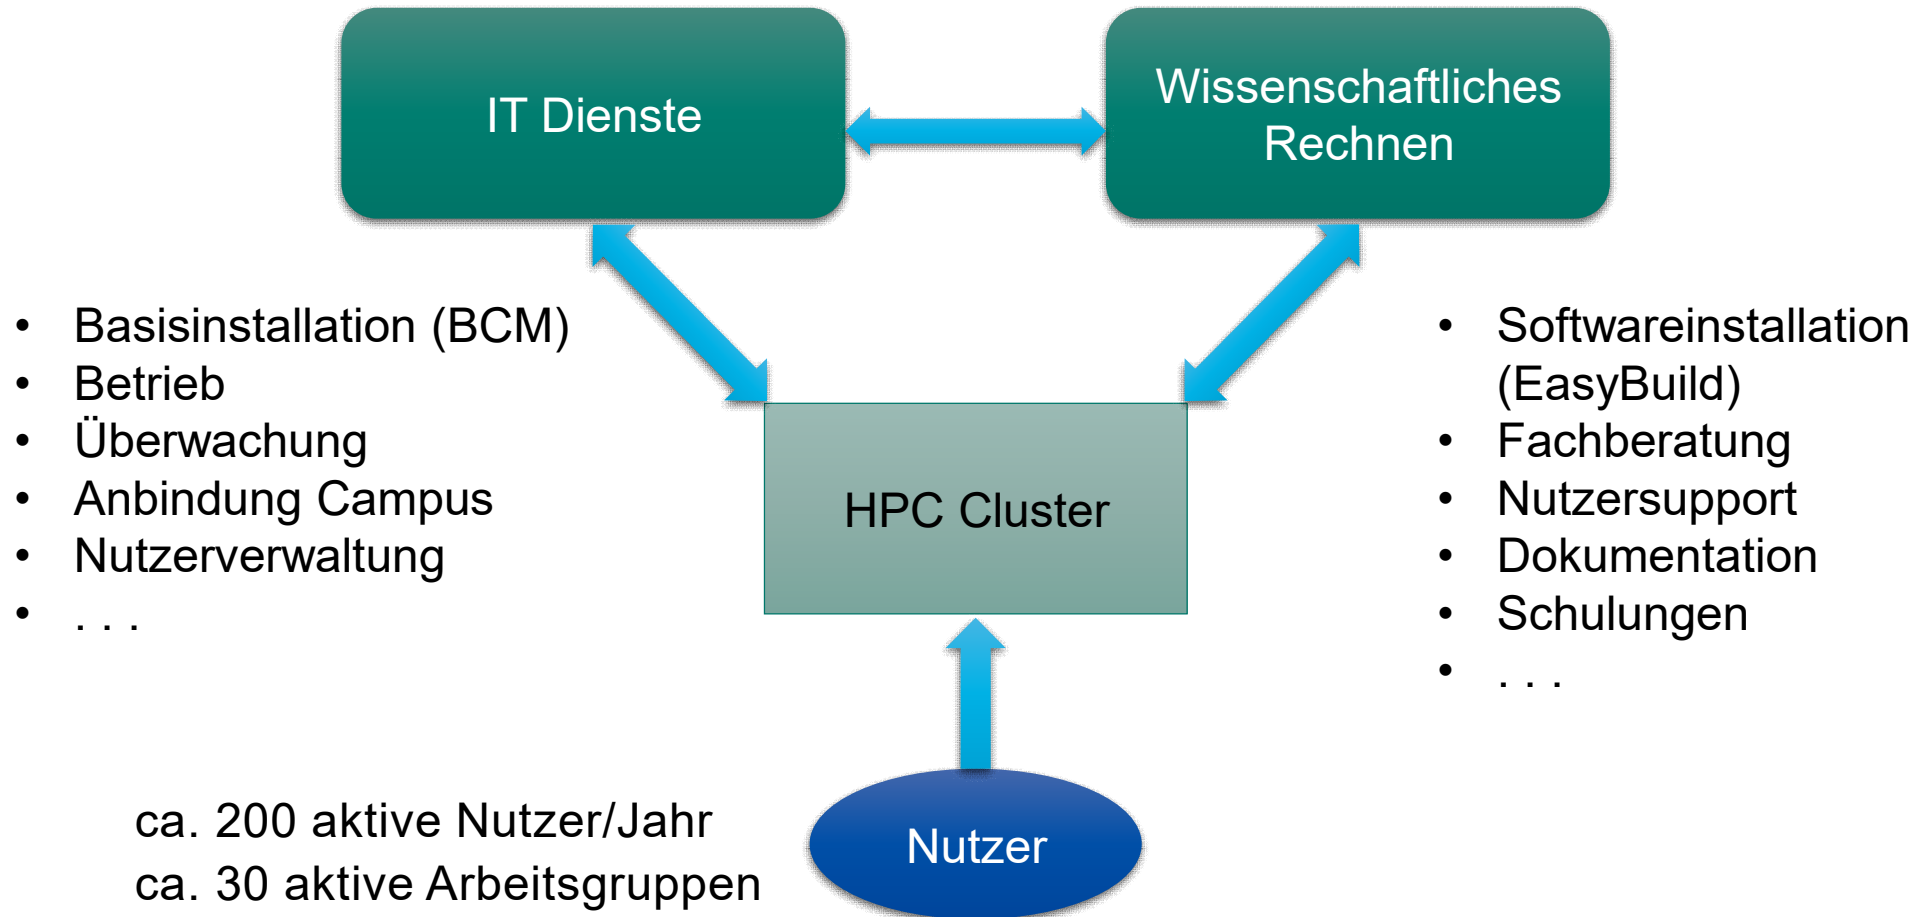 IT Dienste
Wissenschaftliches
Rechnen
• Basisinstallation (BCM)
• Betrieb
• Überwachung
• Anbindung Campus
• Nutzerverwaltung
• . . .
HPC Cluster
• Softwareinstallation
(EasyBuild)
• Fachberatung
• Nutzersupport
• Dokumentation
• Schulungen
• . . .
ca. 200 aktive Nutzer/Jahr
ca. 30 aktive Arbeitsgruppen
Nutzer